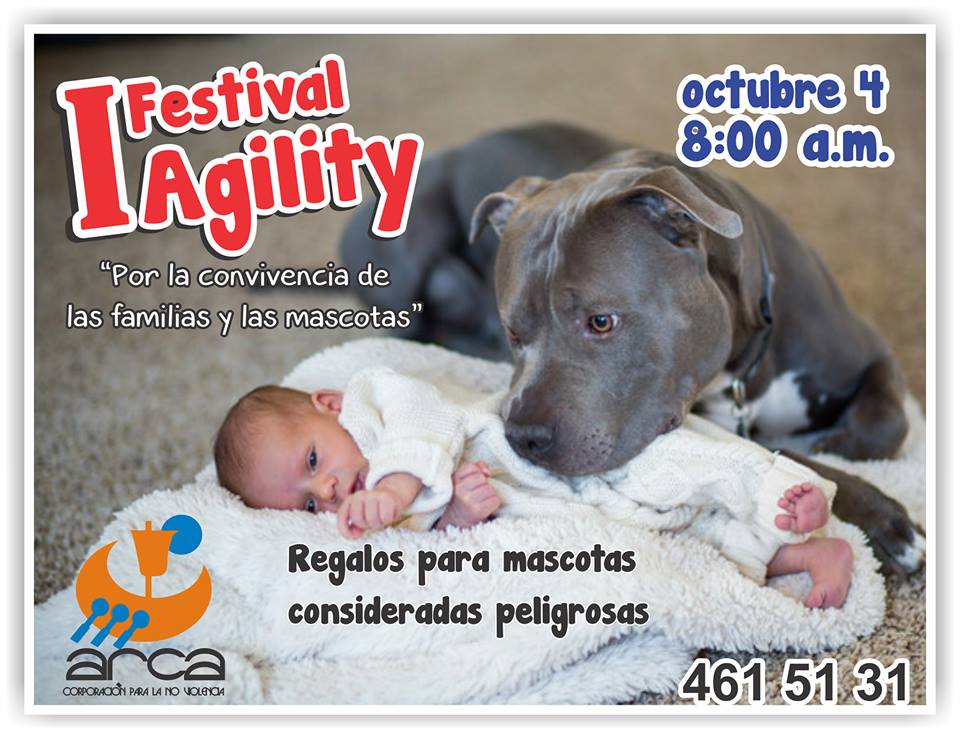 I Festival
Agility
octubre 4
8:00 a.m.
“Por la convivencia de
las familias y las mascotas”
Regalos para mascotas
consideradas peligrosas
arca
CORPORACIÓN PARA LA NO VIOLENCIA
461 51 31